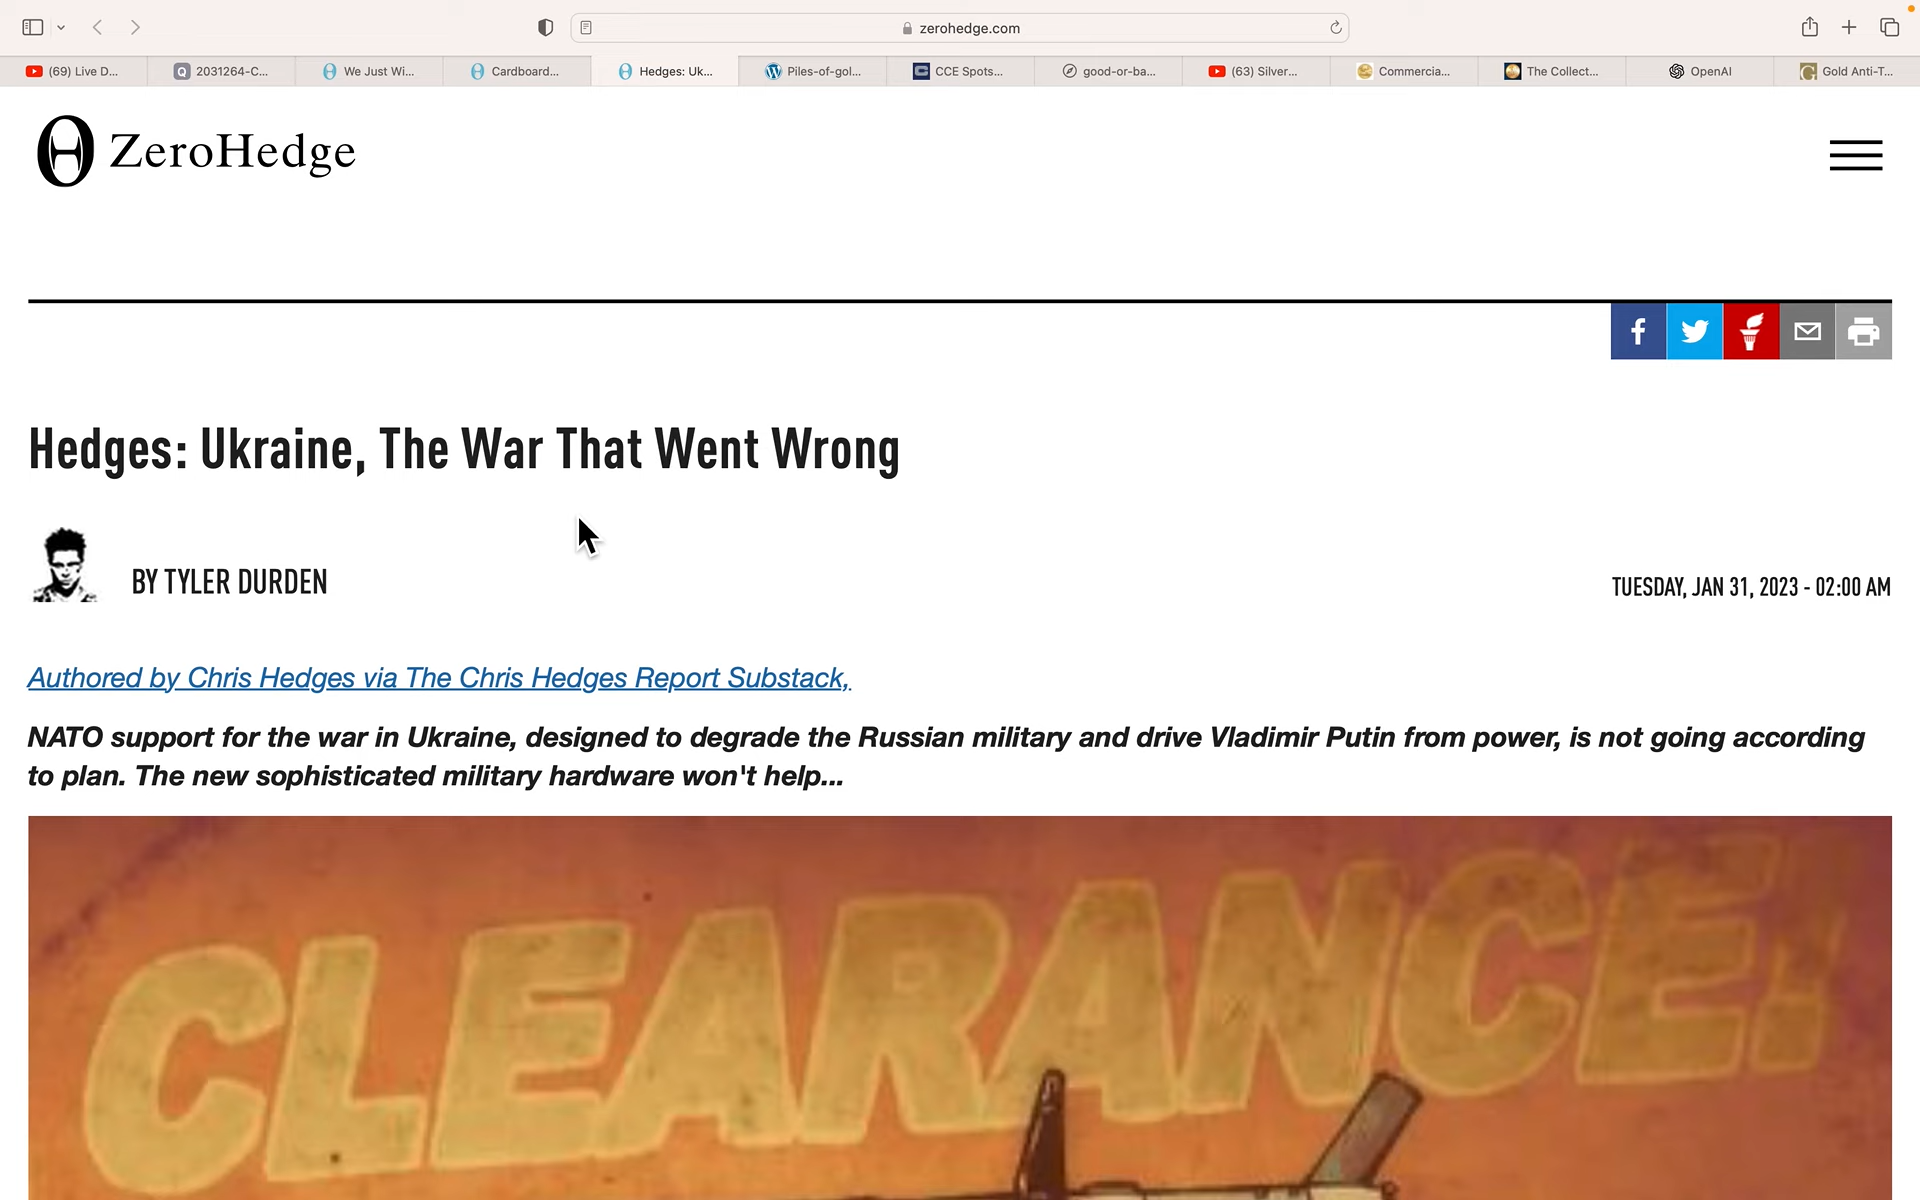 zerohedge.com
(69) Live D...
2031264-C...
We Just Wi...
Cardboard...
Hedges: Uk...
Piles-of-gol...
CCE Spots...
good-or-ba...
(63) Silver...
Commercia...
The Collect...
OpenAI
Gold Anti-T...
ZeroHedge
Hedges: Ukraine, The War That Went Wrong
BY TYLER DURDEN
TUESDAY, JAN 31, 2023 - 02:00 AM
Authored by Chris Hedges via The Chris Hedges Report Substack,
NATO support for the war in Ukraine, designed to degrade the Russian military and drive Vladimir Putin from power, is not going according
to plan. The new sophisticated military hardware won't help...
CLEARANCE!